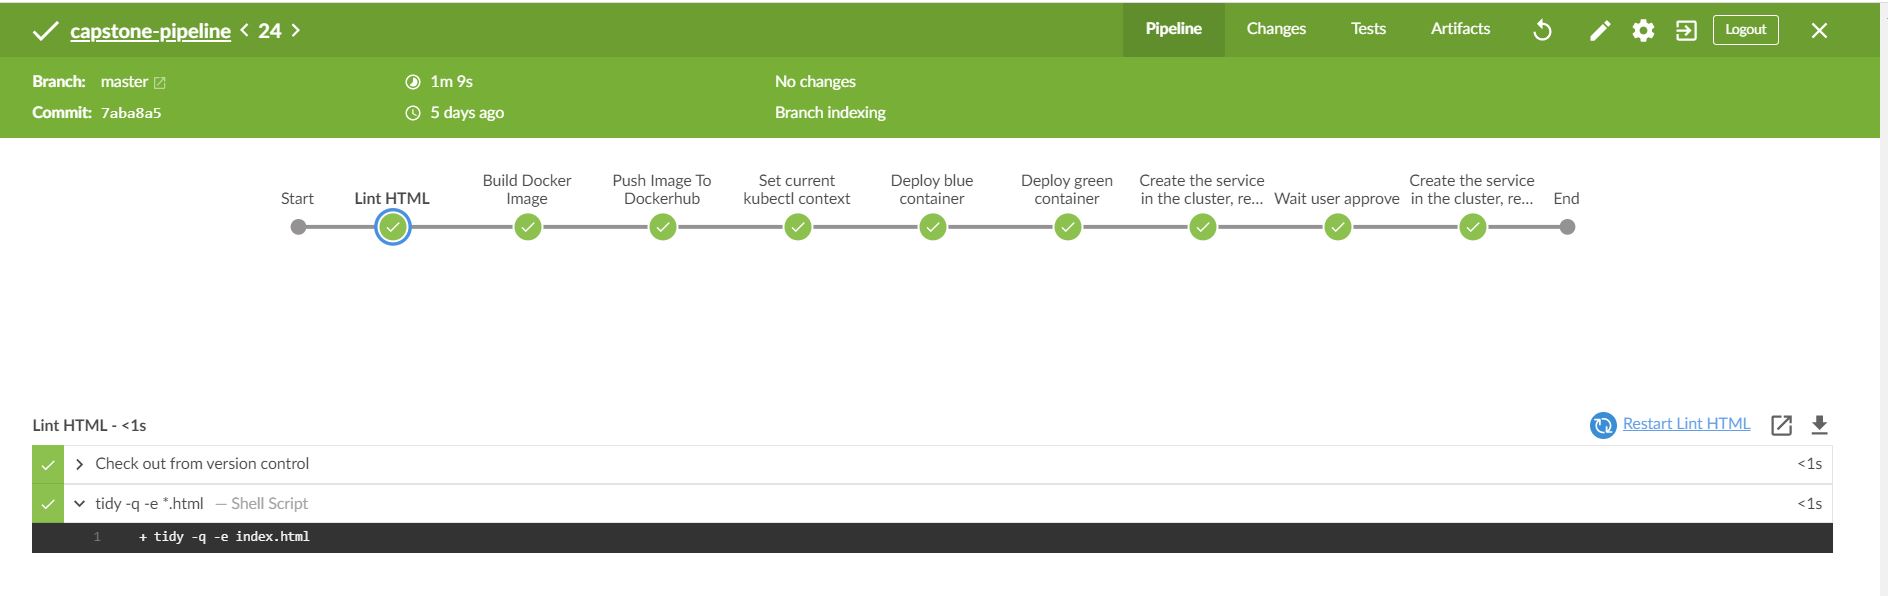 capstone-pipeline < 24 >
Pipeline
Changes
Tests
Artifacts
Logout
Branch: master
1m 9s
No changes
Commit: 7aba8a5
5 days ago
Branch indexing
Start
Lint HTML
Build Docker
Image
Push Image To
Dockerhub
Set current
kubectl context
Deploy blue
container
Deploy green
container
Create the service
in the cluster, re...
Wait user approve
Create the service
in the cluster, re...
End
Lint HTML - <1s
Restart Lint HTML
Check out from version control
<1s
tidy -q -e *.html — Shell Script
<1s
1 + tidy -q -e index.html